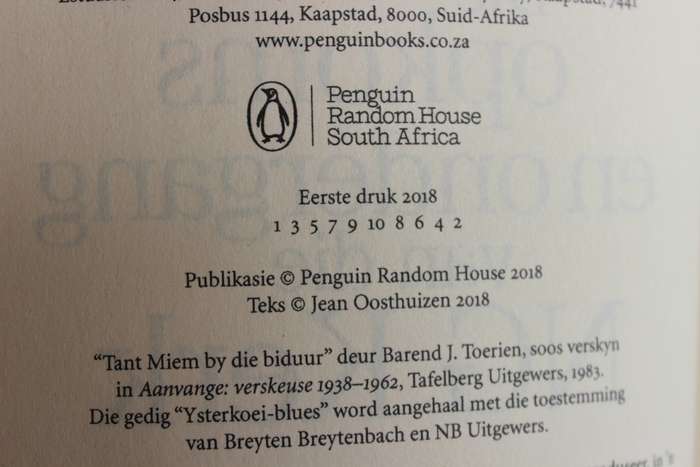 Posbus 1144, Kaapstad, 8000, Suid-Afrika
www.penguinbooks.co.za
Penguin
Random House
South Africa
Eerste druk 2018
1 3 5 7 9 10 8 6 4 2
Publikasie © Penguin Random House 2018
Teks © Jean Oosthuizen 2018
“Tant Miem by die biduur” deur Barend J. Toerien, soos verskyn
in Aanvange: verskeuse 1938–1962, Tafelberg Uitgewers, 1983.
Die gedig “Ysterkoei-blues” word aangehaal met die toestemming
van Breyten Breytenbach en NB Uitgewers.